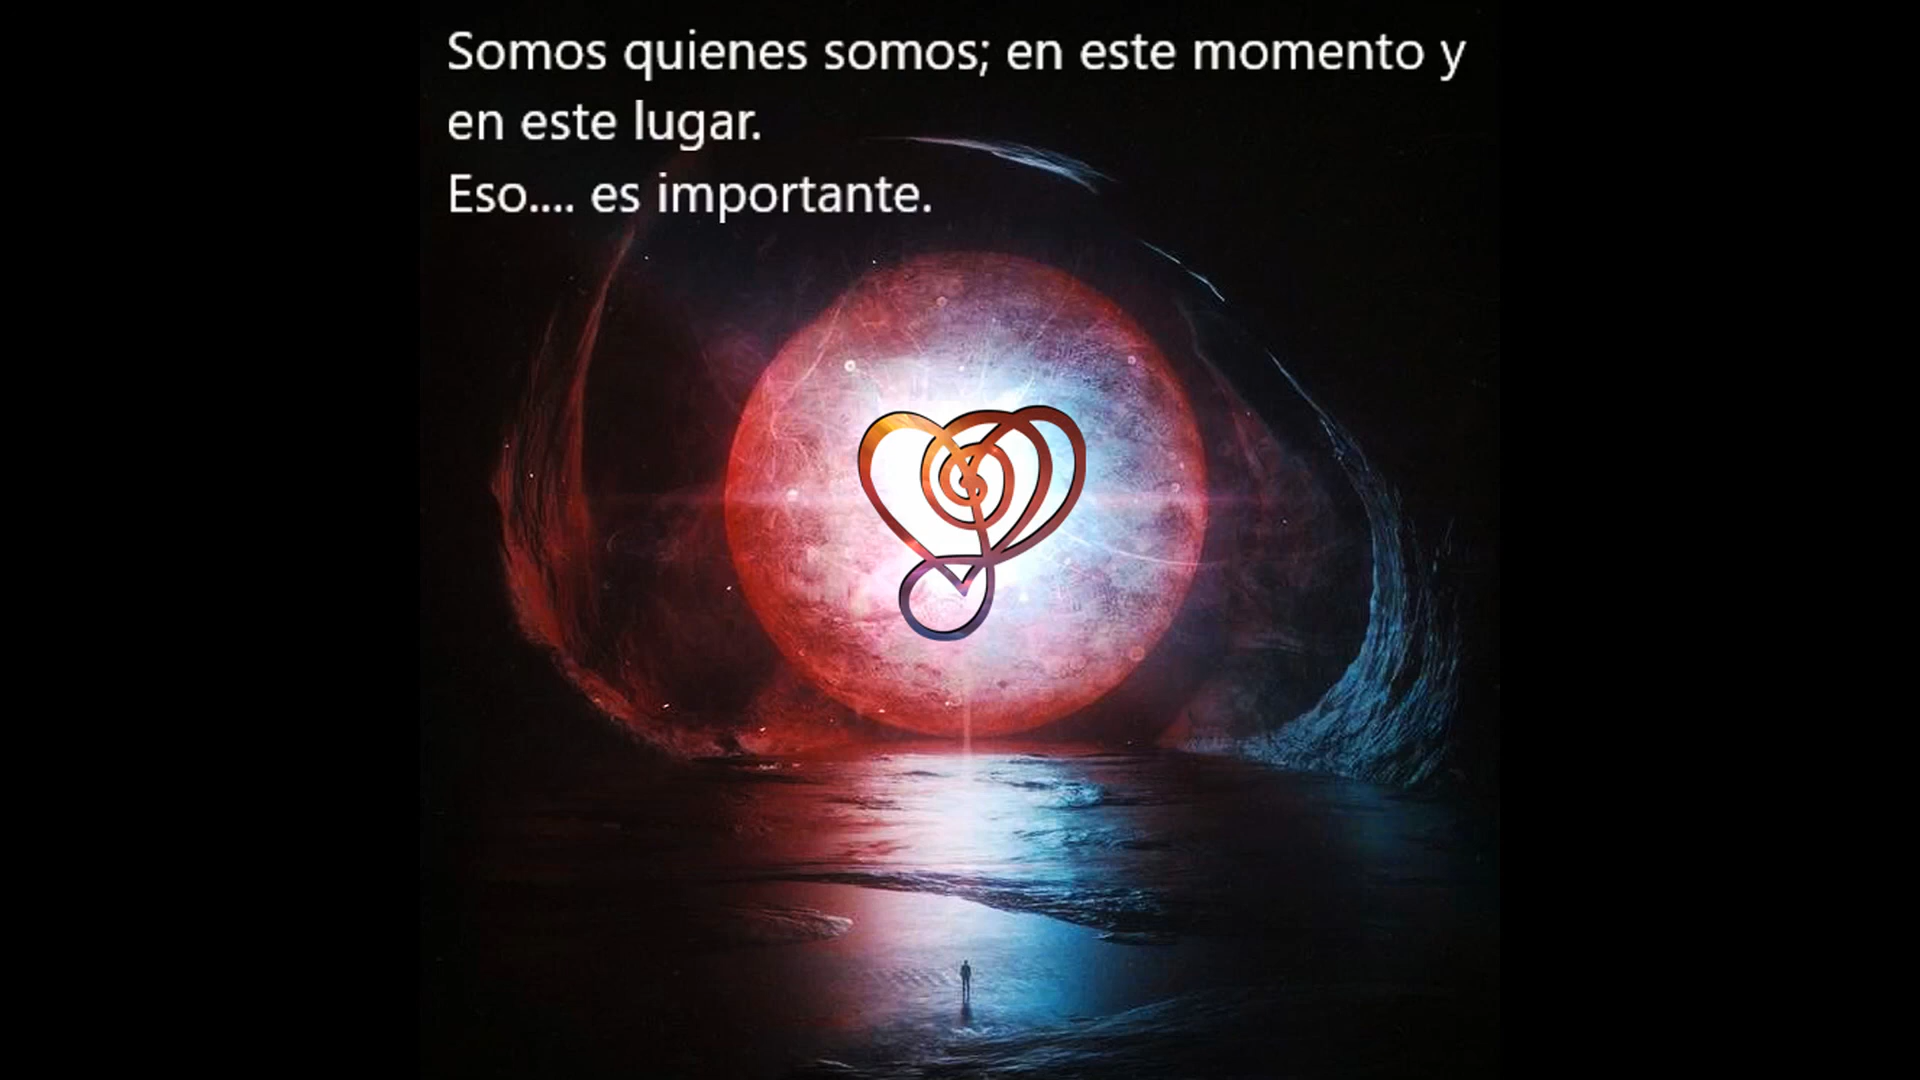 Somos quienes somos; en este momento y
en este lugar.
Eso.... es importante.